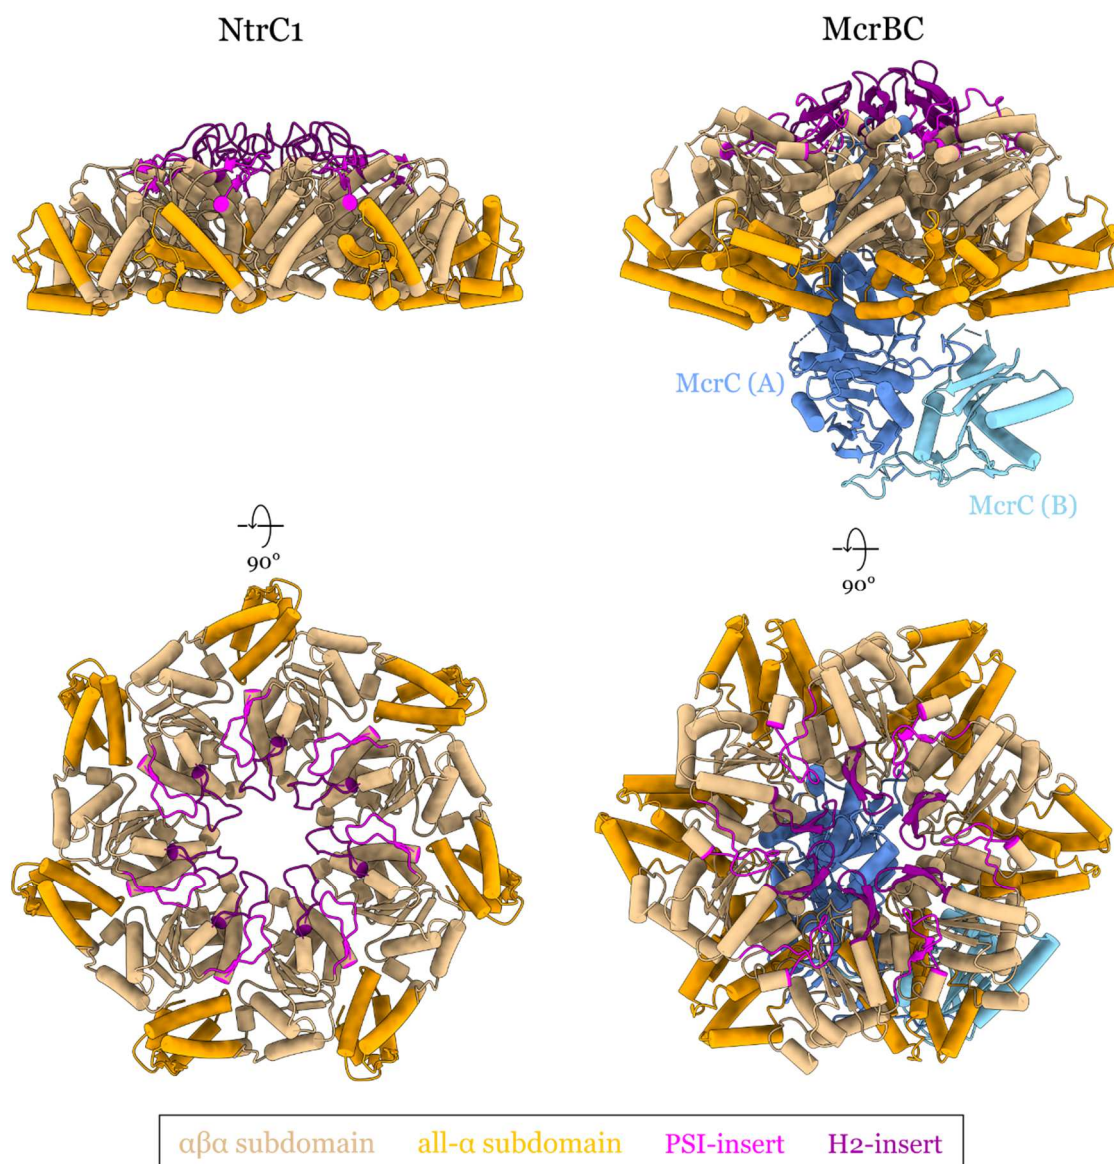 NtrC1
McrBC
McrC (A)
McrC (B)
90°
90°
αβα subdomain all-α subdomain PSI-insert H2-insert